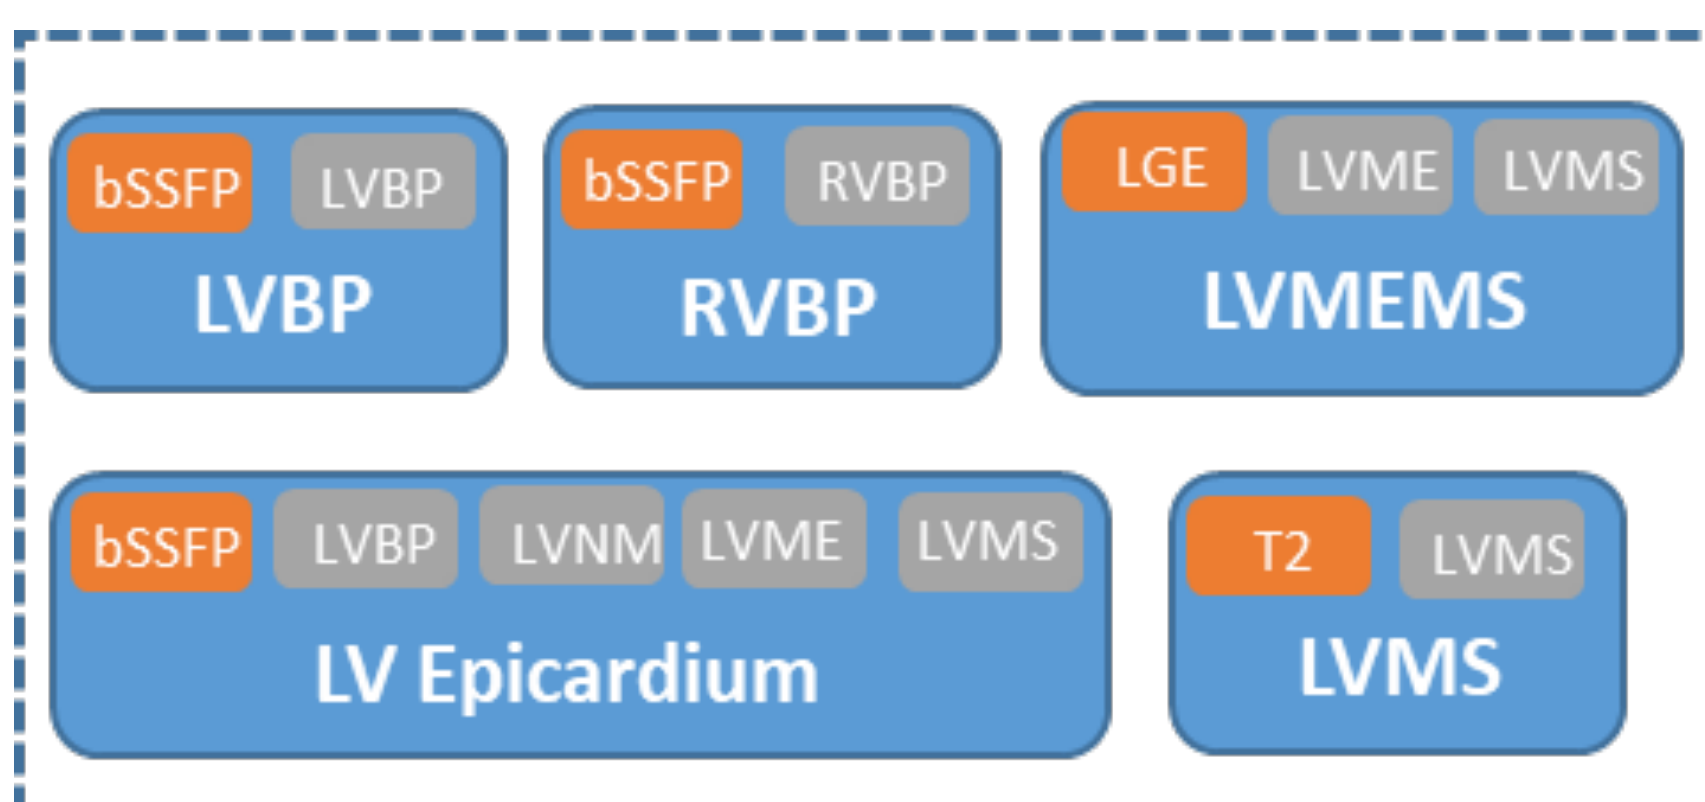 bSSFP LVBP
LVBP
bSSFP RVBP
RVBP
LGE LVME LVMS
LVMEMS
bSSFP LVBP LVNM LVME LVMS
LV Epicardium
T2 LVMS
LVMS